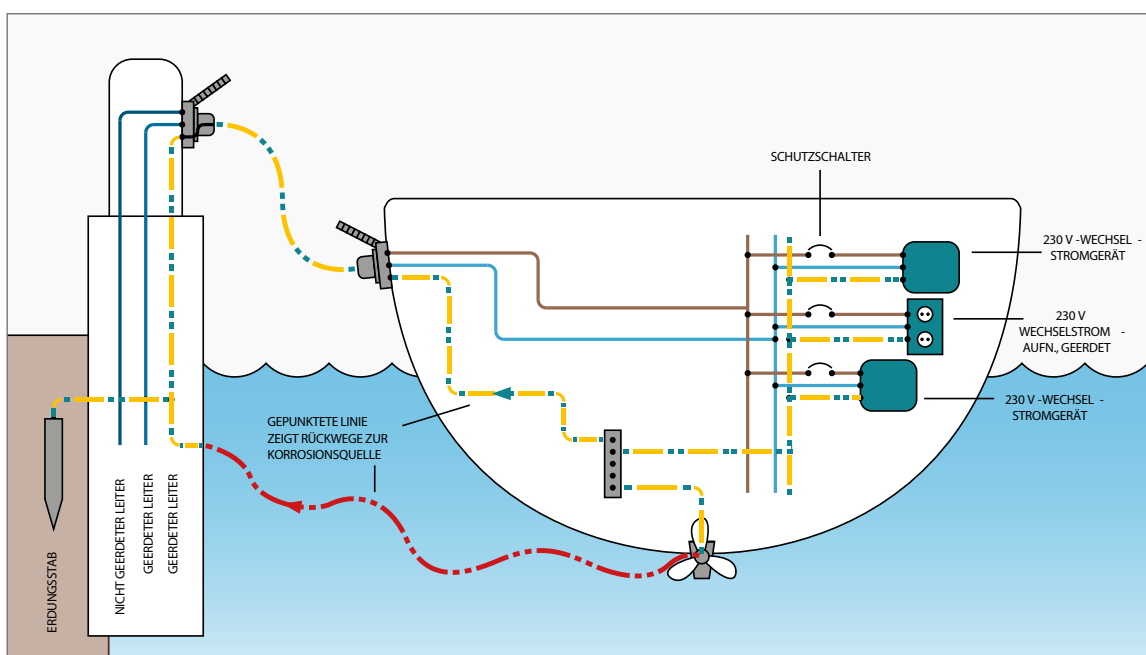 SCHUTZSCHALTER
230 V -WECHSEL -
STROMGERÄT
230 V
WECHSELSTROM -
AUFN., GEERDET
230 V -WECHSEL -
STROMGERÄT
GEPUNKTETE LINIE
ZEIGT RÜCKWEGE ZUR
KORROSIONSQUELLE
ERDUNGSSTAB
NICHT GEERDETER LEITER
GEERDETER LEITER
GEERDETER LEITER